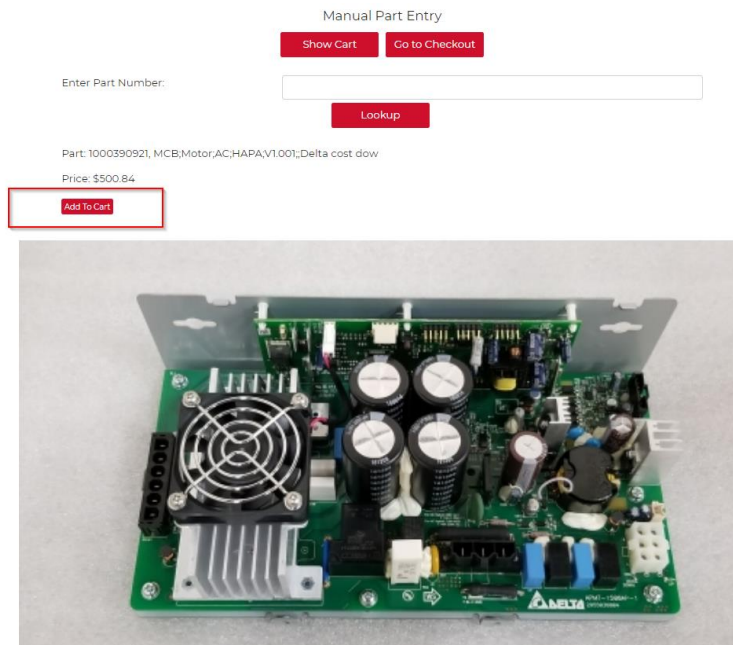 Manual Part Entry
Show Cart Go to Checkout
Enter Part Number:
Lookup
Part: 1000390921, MCB;Motor;AC;HAPA;V1.001;;Delta cost dow
Price: $500.84
Add To Cart
DELTA